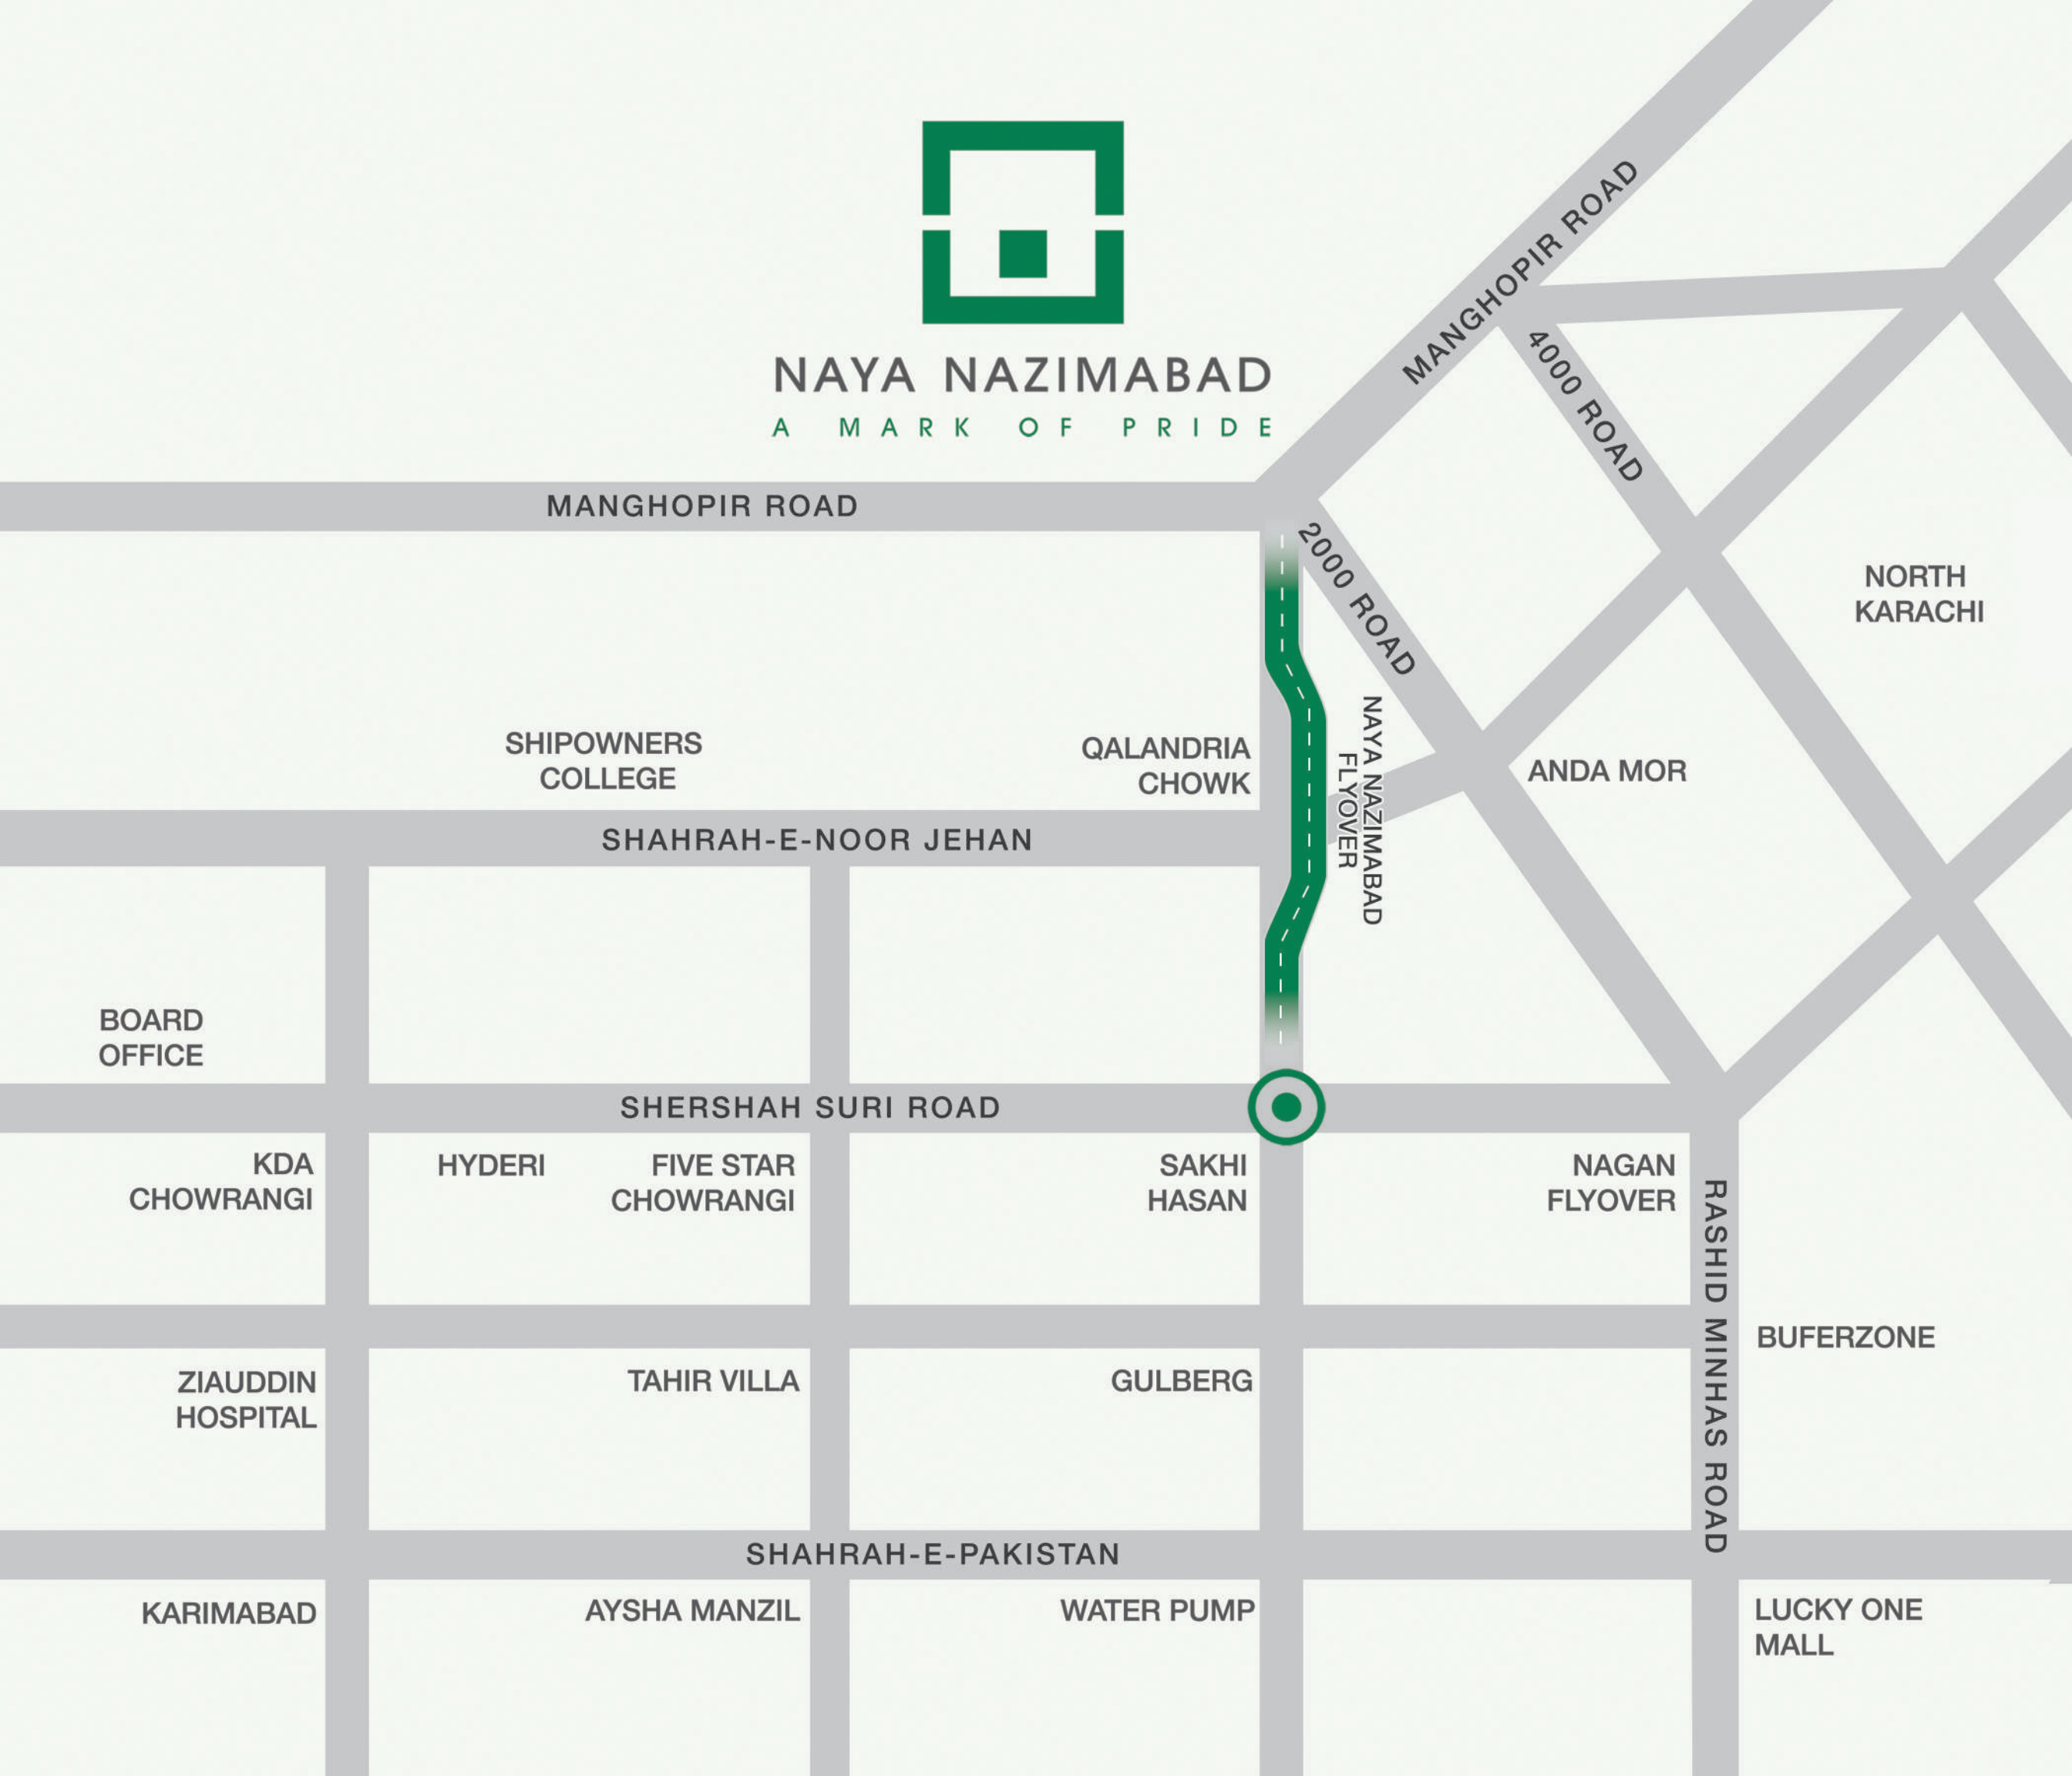 NAYA NAZIMABAD
A MARK OF PRIDE
MANGHOPIR ROAD
4000 ROAD
MANGHOPIR ROAD
2000 ROAD
NORTH
KARACHI
NAYA NAZIMABAD
FLYOVER
SHIPOWNERS
COLLEGE
QALANDRIA
CHOWK
ANDA MOR
SHAHRAH-E-NOOR JEHAN
BOARD
OFFICE
SHERSHAH SURI ROAD
KDA
CHOWRANGI
HYDERI
FIVE STAR
CHOWRANGI
SAKHI
HASAN
NAGAN
FLYOVER
RASHID MINHAS ROAD
BUFERZONE
ZIAUDDIN
HOSPITAL
TAHIR VILLA
GULBERG
SHAHRAH-E-PAKISTAN
KARIMABAD
AYSHA MANZIL
WATER PUMP
LUCKY ONE
MALL